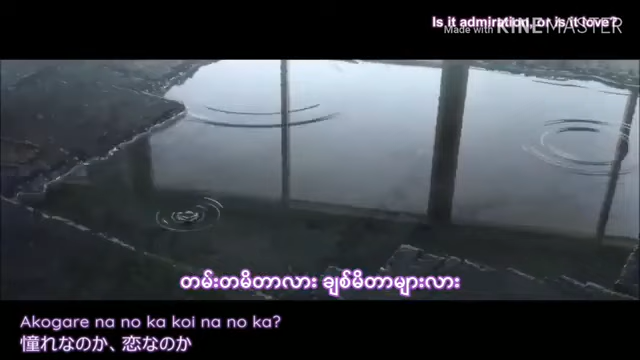 Is it admiration, or is it love?
Made with KINEMASTER
တမ်းတမိတာလား ချစ်မိတာများလား
Akogare na no ka koi na no ka?
憧れなのか、恋なのか